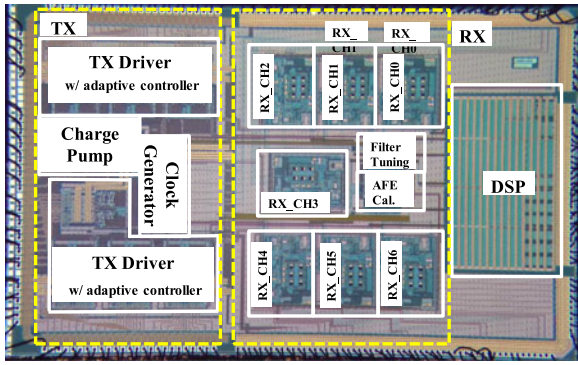 TX
TX Driver
w/ adaptive controller
Charge
Pump
Clock
Generator
TX Driver
w/ adaptive controller
RX_
CH1
RX_
CH0
RX
RX_CH2
RX_CH1
RX_CH0
Filter
Tuning
AFE
Cal.
RX_CH3
DSP
RX_CH4
RX_CH5
RX_CH6